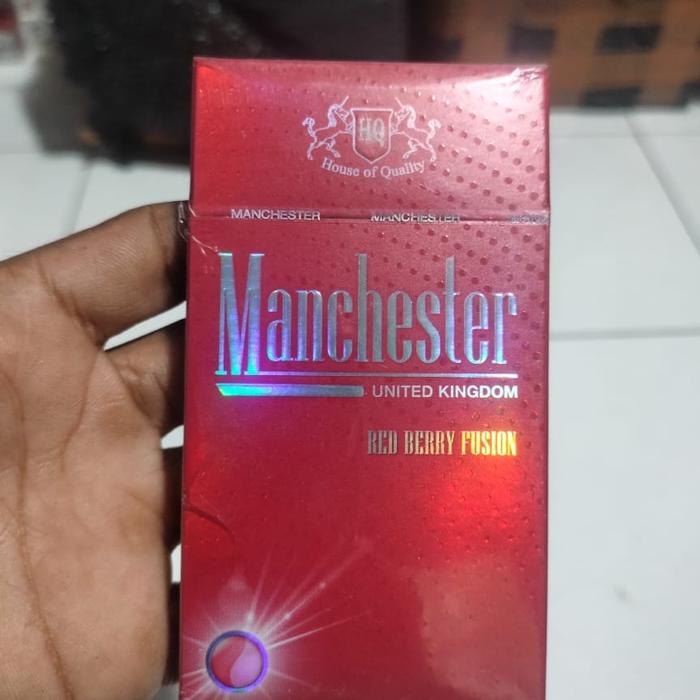 HQ
House of Quality
MANCHESTER MANCHESTER
Manchester
UNITED KINGDOM
RED BERRY FUSION